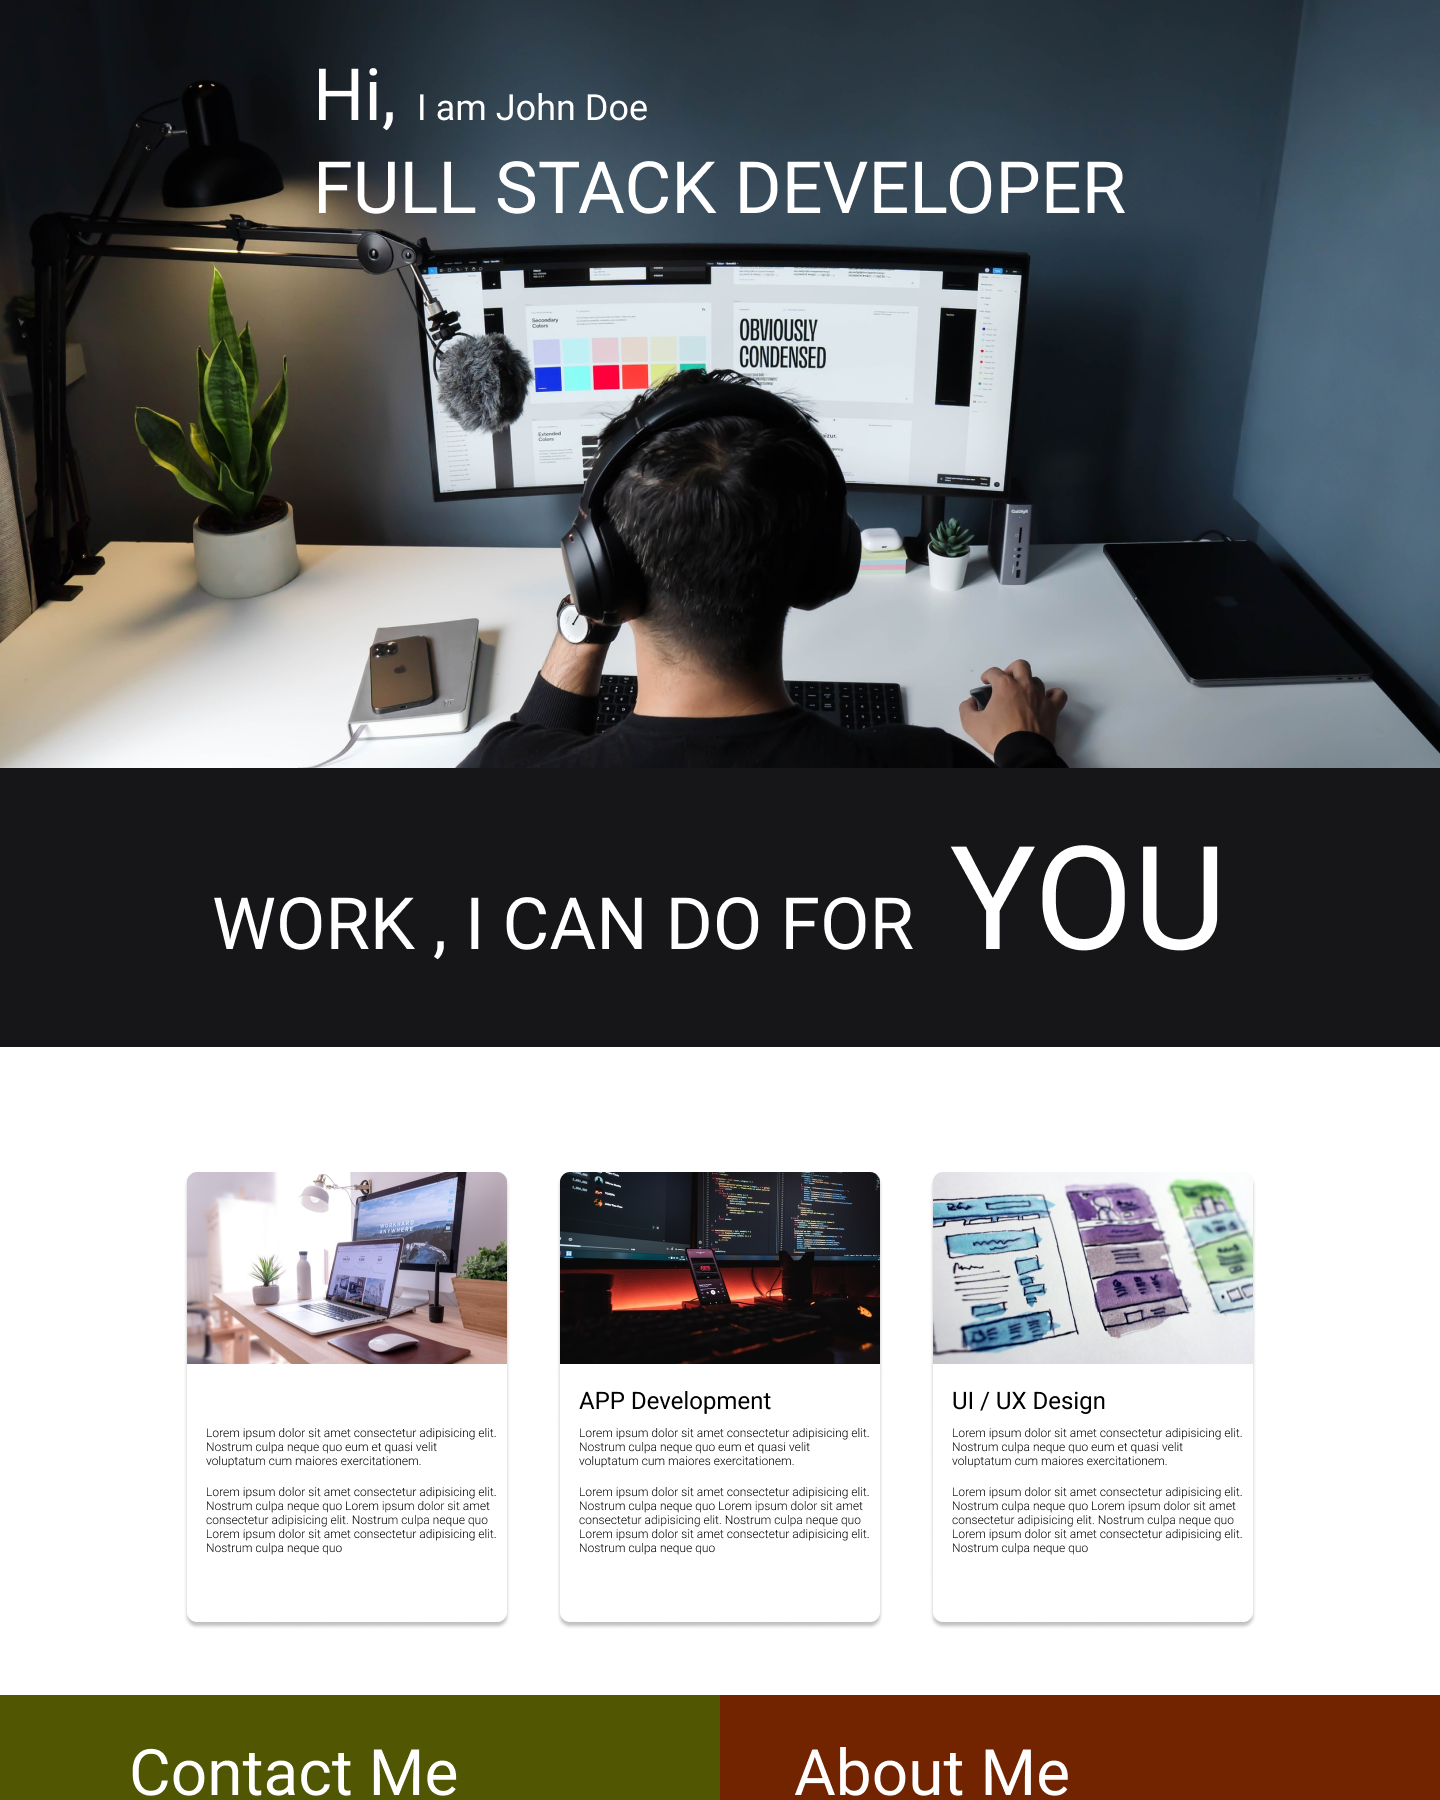 Hi, I am John Doe
FULL STACK DEVELOPER
Secondary
Colors
OBVIOUSLY
CONDENSED
Extended
Colors
WORK , I CAN DO FOR YOU
WORKHARD
ANYWHERE
Lorem ipsum dolor sit amet consectetur adipisicing elit.
Nostrum culpa neque quo eum et quasi velit
voluptatum cum maiores exercitationem.
Lorem ipsum dolor sit amet consectetur adipisicing elit.
Nostrum culpa neque quo Lorem ipsum dolor sit amet
consectetur adipisicing elit. Nostrum culpa neque quo
Lorem ipsum dolor sit amet consectetur adipisicing elit.
Nostrum culpa neque quo
APP Development
Lorem ipsum dolor sit amet consectetur adipisicing elit.
Nostrum culpa neque quo eum et quasi velit
voluptatum cum maiores exercitationem.
Lorem ipsum dolor sit amet consectetur adipisicing elit.
Nostrum culpa neque quo Lorem ipsum dolor sit amet
consectetur adipisicing elit. Nostrum culpa neque quo
Lorem ipsum dolor sit amet consectetur adipisicing elit.
Nostrum culpa neque quo
UI / UX Design
Lorem ipsum dolor sit amet consectetur adipisicing elit.
Nostrum culpa neque quo eum et quasi velit
voluptatum cum maiores exercitationem.
Lorem ipsum dolor sit amet consectetur adipisicing elit.
Nostrum culpa neque quo Lorem ipsum dolor sit amet
consectetur adipisicing elit. Nostrum culpa neque quo
Lorem ipsum dolor sit amet consectetur adipisicing elit.
Nostrum culpa neque quo
Contact Me
About Me